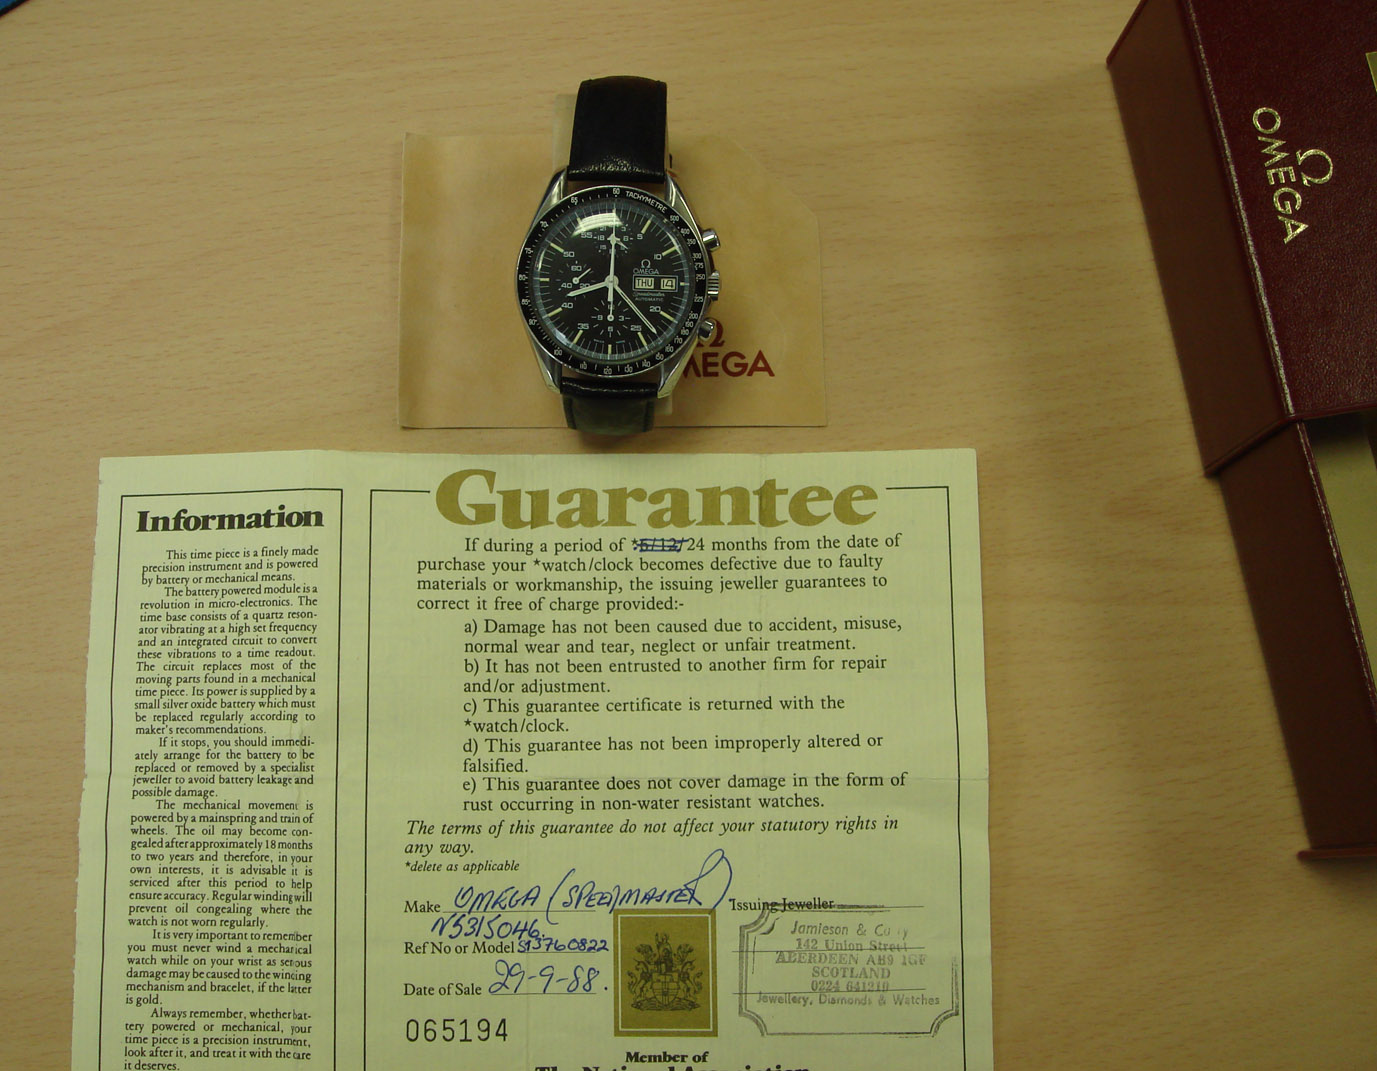 TACHYMETRE
Ω
OMEGA
THU 14
Speedmaster
AUTOMATIC
Ω
OMEGA
Ω
OMEGA
Information
This time piece is a finely made
precision instrument and is powered
by battery or mechanical means.
The battery powered module is a
revolution in micro-electronics. The
time base consists of a quartz reson-
ator vibrating at a high set frequency
and an integrated circuit to convert
these vibrations to a time readout.
The circuit replaces most of the
moving parts found in a mechanical
time piece. Its power is supplied by a
small silver oxide battery which must
be replaced regularly according to
maker's recommendations.
If it stops, you should immedi-
ately arrange for the battery to be
replaced or removed by a specialist
jeweller to avoid battery leakage and
possible damage.
The mechanical movement is
powered by a mainspring and train of
wheels. The oil may become con-
gealed after approximately 18 months
to two years and therefore, in your
own interests, it is advisable it is
serviced after this period to help
ensure accuracy. Regular winding will
prevent oil congealing where the
watch is not worn regularly.
It is very important to remember
you must never wind a mechanical
watch while on your wrist as serious
damage may be caused to the winding
mechanism and bracelet, if the latter
is gold.
Always remember, whether bat-
tery powered or mechanical, your
time piece is a precision instrument,
look after it, and treat it with the care
it deserves.
Guarantee
If during a period of *6/12/24 months from the date of
purchase your *watch/clock becomes defective due to faulty
materials or workmanship, the issuing jeweller guarantees to
correct it free of charge provided:-
a) Damage has not been caused due to accident, misuse,
normal wear and tear, neglect or unfair treatment.
b) It has not been entrusted to another firm for repair
and/or adjustment.
c) This guarantee certificate is returned with the
*watch/clock.
d) This guarantee has not been improperly altered or
falsified.
e) This guarantee does not cover damage in the form of
rust occurring in non-water resistant watches.
The terms of this guarantee do not affect your statutory rights in
any way.
*delete as applicable
Make OMEGA (SPEEDMASTER)
N5315046.
Ref No or Model S13760822
Date of Sale 29-9-88.
065194
Issuing Jeweller
Jamieson & Carry
142 Union Street
ABERDEEN AB9 1GF
SCOTLAND
0224 641219
Jewellery, Diamonds & Watches
Member of
The National Association